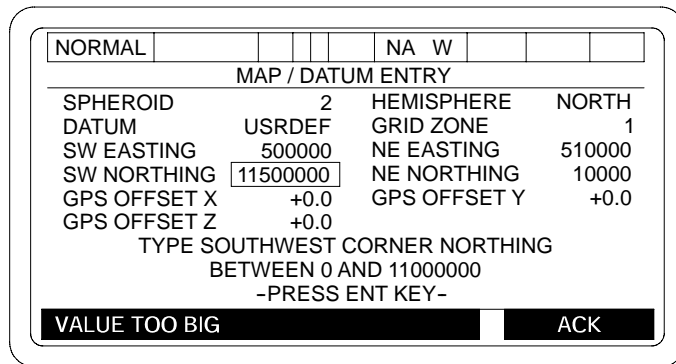 NORMAL NA W
MAP / DATUM ENTRY
SPHEROID 2 HEMISPHERE NORTH
DATUM USRDEF GRID ZONE 1
SW EASTING 500000 NE EASTING 510000
SW NORTHING 11500000 NE NORTHING 10000
GPS OFFSET X +0.0 GPS OFFSET Y +0.0
GPS OFFSET Z +0.0
TYPE SOUTHWEST CORNER NORTHING
BETWEEN 0 AND 11000000
-PRESS ENT KEY-
VALUE TOO BIG ACK